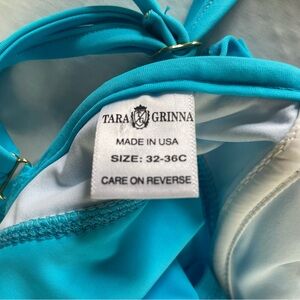 TARA GRINNA
MADE IN USA
SIZE: 32-36C
CARE ON REVERSE